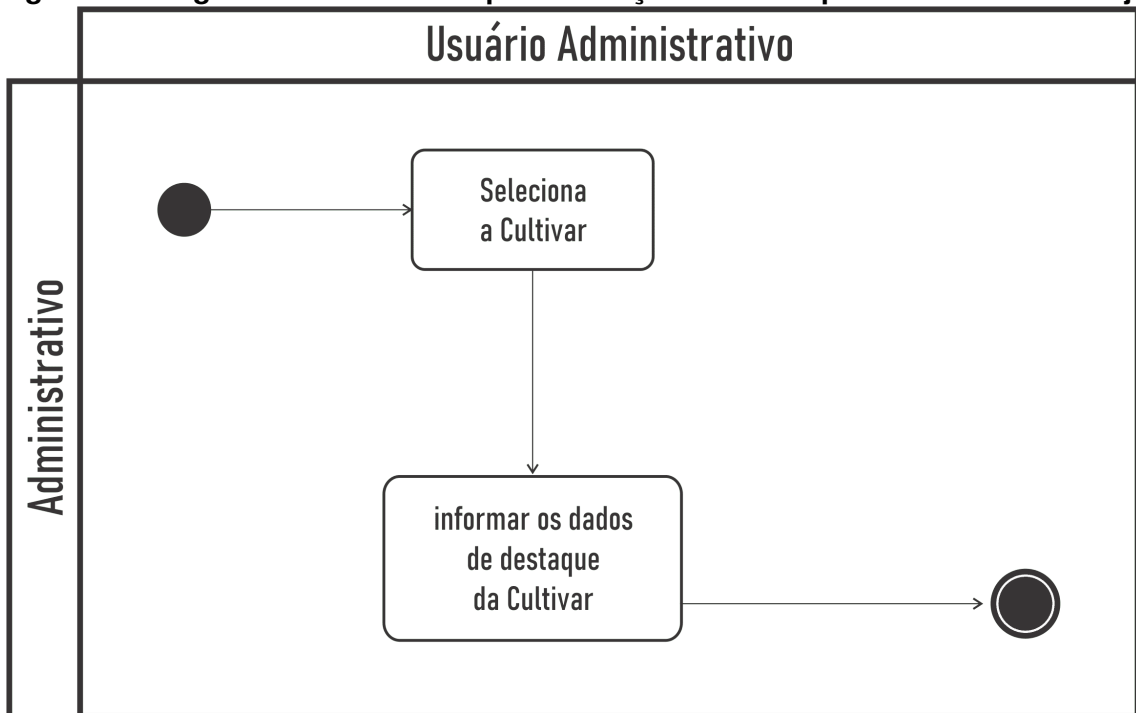 Usuário Administrativo
Administrativo
Seleciona
a Cultivar
informar os dados
de destaque
da Cultivar